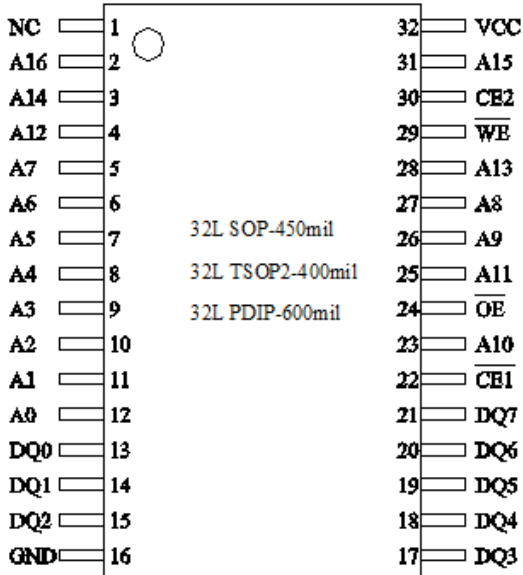 NC 1 32 VCC
A16 2 31 A15
A14 3 30 CE2
A12 4 29 W̅E̅
A7 5 28 A13
A6 6 27 A8
A5 7 32L SOP-450mil 26 A9
A4 8 32L TSOP2-400mil 25 A11
A3 9 32L PDIP-600mil 24 O̅E̅
A2 10 23 A10
A1 11 22 C̅E̅1̅
A0 12 21 DQ7
DQ0 13 20 DQ6
DQ1 14 19 DQ5
DQ2 15 18 DQ4
GND 16 17 DQ3